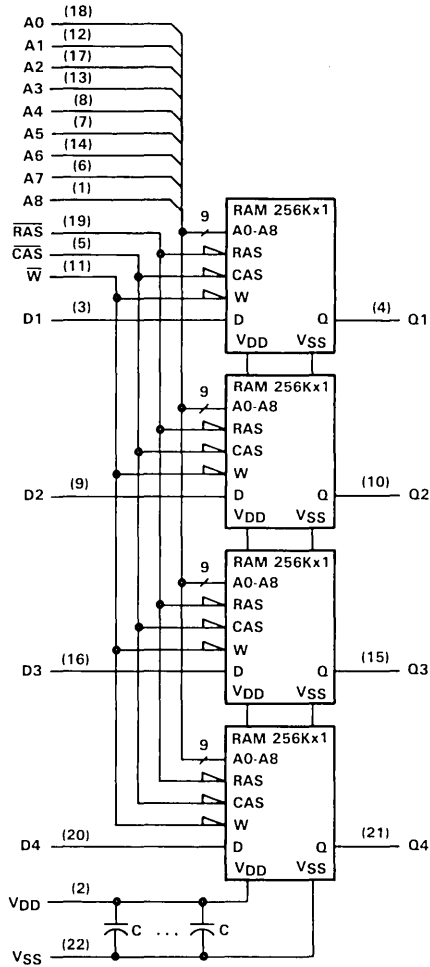 A0 (18)
A1 (12)
A2 (17)
A3 (13)
A4 (8)
A5 (7)
A6 (14)
A7 (6)
A8 (1)
R̅A̅S̅ (19)
C̅A̅S̅ (5)
W̅ (11)
RAM 256Kx1
9 A0-A8
RAS
CAS
W
D1 (3) D Q (4) Q1
VDD VSS
RAM 256Kx1
9 A0-A8
RAS
CAS
W
D2 (9) D Q (10) Q2
VDD VSS
RAM 256Kx1
9 A0-A8
RAS
CAS
W
D3 (16) D Q (15) Q3
VDD VSS
RAM 256Kx1
9 A0-A8
RAS
CAS
W
D4 (20) D Q (21) Q4
VDD VSS
VDD (2)
C ... C
VSS (22)